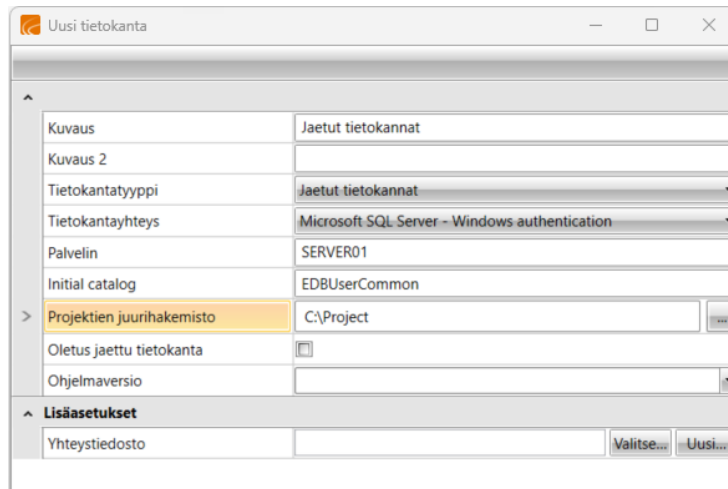 Uusi tietokanta
Kuvaus Jaetut tietokannat
Kuvaus 2
Tietokantatyyppi Jaetut tietokannat
Tietokantayhteys Microsoft SQL Server - Windows authentication
Palvelin SERVER01
Initial catalog EDBUserCommon
Projektien juurihakemisto C:\Project ...
Oletus jaettu tietokanta
Ohjelmaversio
Lisäasetukset
Yhteystiedosto Valitse... Uusi...